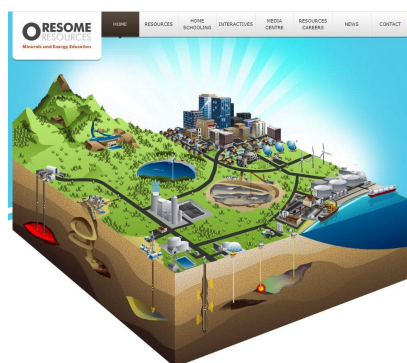 ORESOME
RESOURCES
Minerals and Energy Education
HOME
RESOURCES
HOME
SCHOOLING
INTERACTIVES
MEDIA
CENTRE
RESOURCES
CAREERS
NEWS
CONTACT